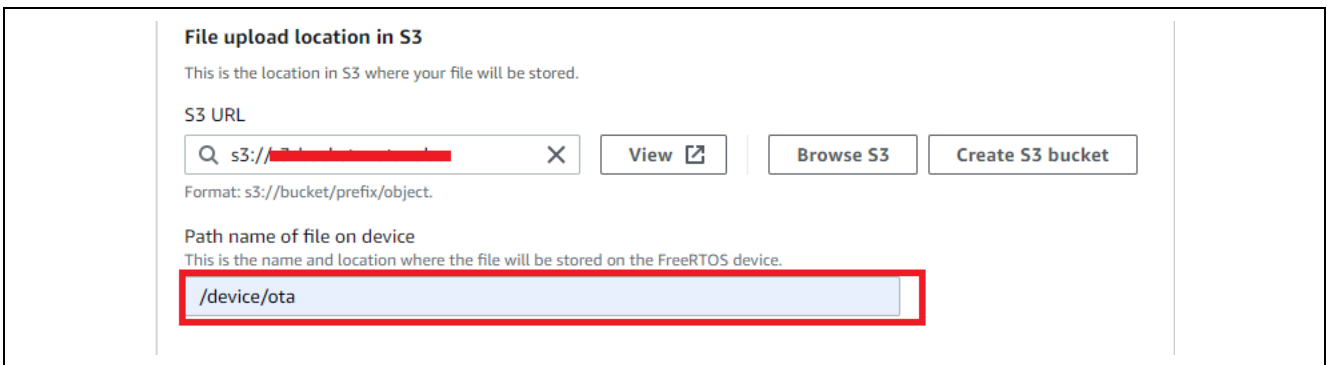 File upload location in S3
This is the location in S3 where your file will be stored.
S3 URL
s3://
View
Browse S3
Create S3 bucket
Format: s3://bucket/prefix/object.
Path name of file on device
This is the name and location where the file will be stored on the FreeRTOS device.
/device/ota